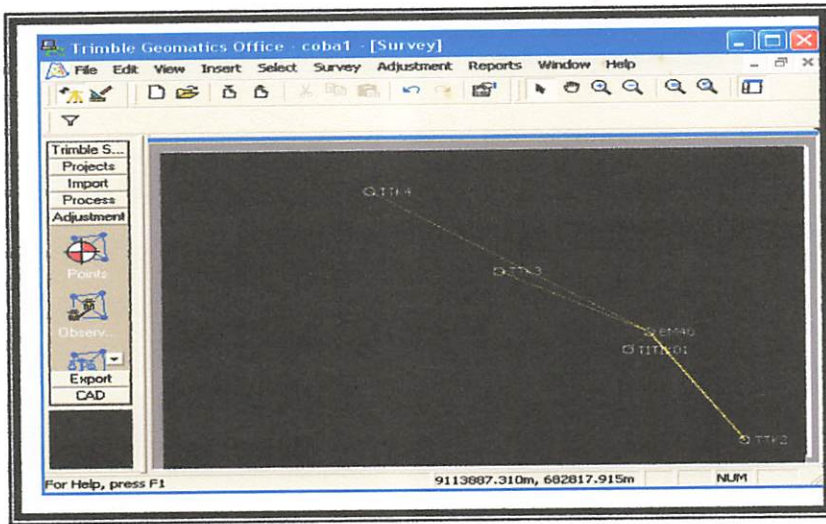 Trimble Geomatics Office - coba1 - [Survey]
File Edit View Insert Select Survey Adjustment Reports Window Help
Trimble S...
Projects
Import
Process
Adjustment
Points
Observ...
Export
CAD
TTK4
TTK3
BM40
TITIK01
TTK2
For Help, press F1
9113887.310m, 682817.915m
NUM